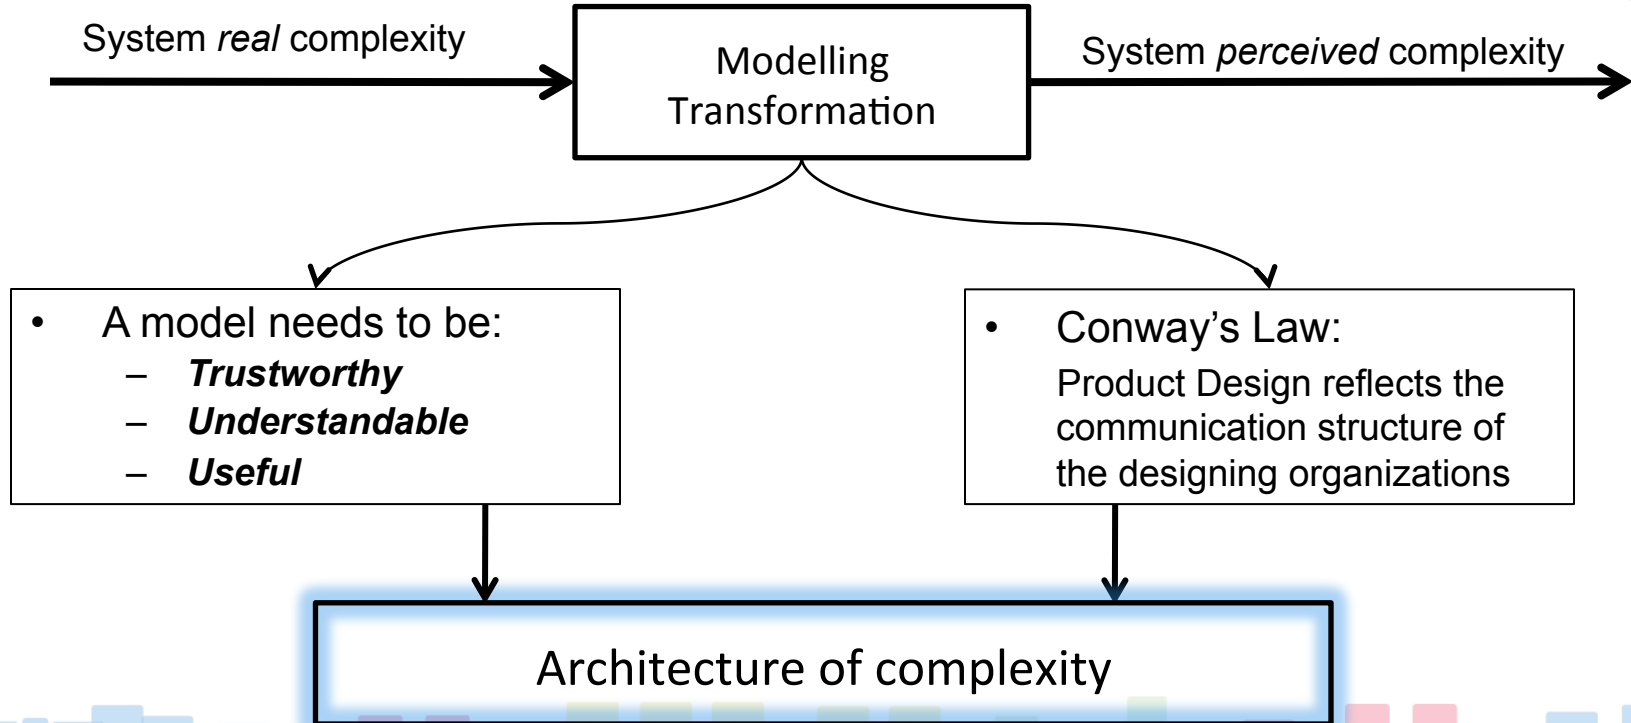 System real complexity
Modelling
Transformation
System perceived complexity
• A model needs to be:
– Trustworthy
– Understandable
– Useful
• Conway’s Law:
Product Design reflects the
communication structure of
the designing organizations
Architecture of complexity